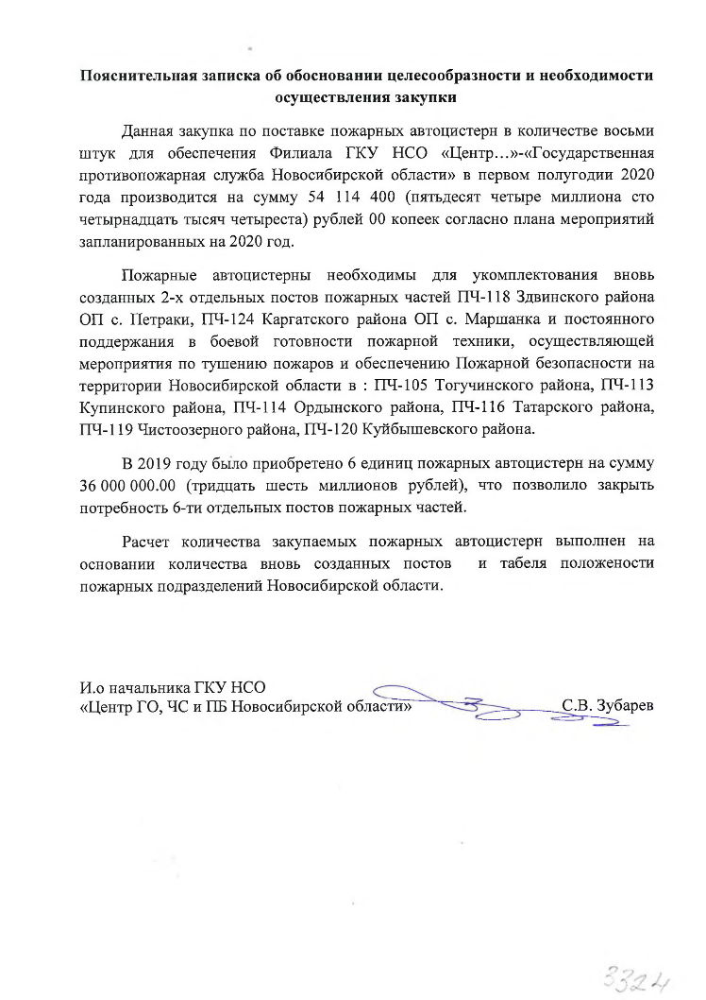 Пояснительная записка об обосновании целесообразности и необходимости
осуществления закупки
Данная закупка по поставке пожарных автоцистерн в количестве восьми
штук для обеспечения Филиала ГКУ НСО «Центр…»-«Государственная
противопожарная служба Новосибирской области» в первом полугодии 2020
года производится на сумму 54 114 400 (пятьдесят четыре миллиона сто
четырнадцать тысяч четыреста) рублей 00 копеек согласно плана мероприятий
запланированных на 2020 год.
Пожарные автоцистерны необходимы для укомплектования вновь
созданных 2-х отдельных постов пожарных частей ПЧ-118 Здвинского района
ОП с. Петраки, ПЧ-124 Каргатского района ОП с. Маршанка и постоянного
поддержания в боевой готовности пожарной техники, осуществляющей
мероприятия по тушению пожаров и обеспечению Пожарной безопасности на
территории Новосибирской области в : ПЧ-105 Тогучинского района, ПЧ-113
Купинского района, ПЧ-114 Ордынского района, ПЧ-116 Татарского района,
ПЧ-119 Чистоозерного района, ПЧ-120 Куйбышевского района.
В 2019 году было приобретено 6 единиц пожарных автоцистерн на сумму
36 000 000.00 (тридцать шесть миллионов рублей), что позволило закрыть
потребность 6-ти отдельных постов пожарных частей.
Расчет количества закупаемых пожарных автоцистерн выполнен на
основании количества вновь созданных постов и табеля положености
пожарных подразделений Новосибирской области.
И.о начальника ГКУ НСО
«Центр ГО, ЧС и ПБ Новосибирской области» С.В. Зубарев
3324